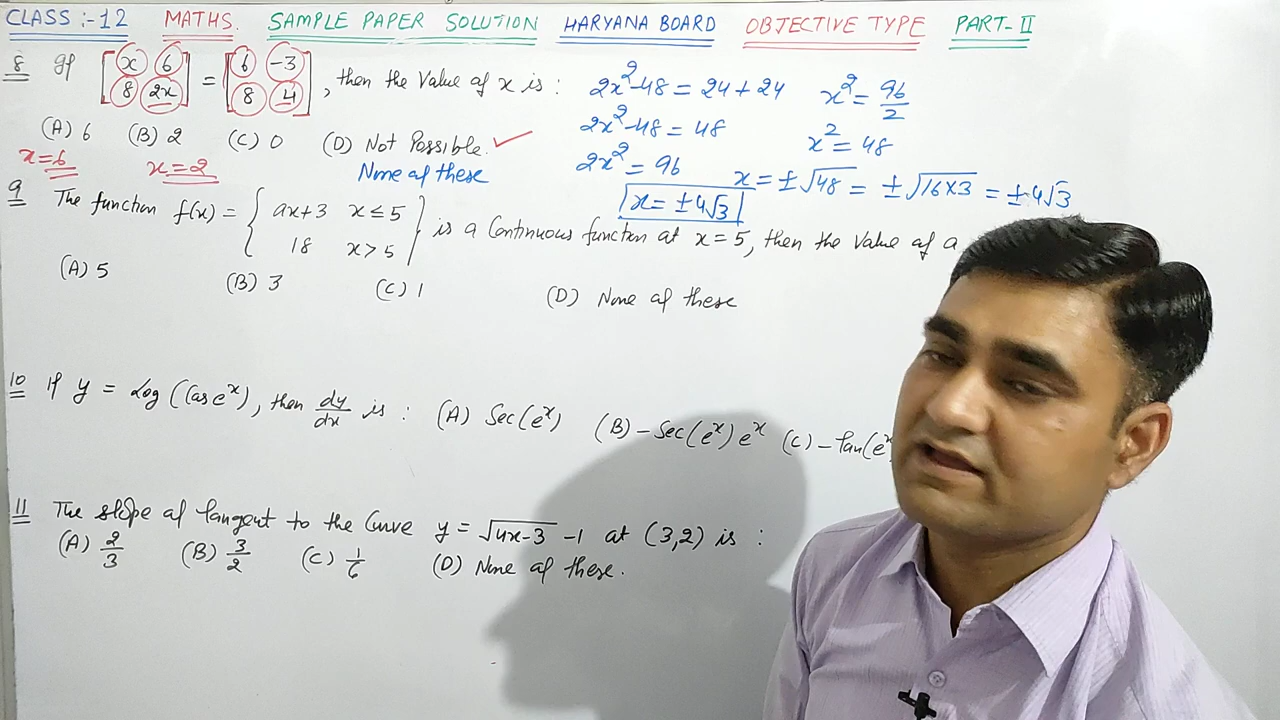 CLASS :- 12 MATHS. SAMPLE PAPER SOLUTION HARYANA BOARD OBJECTIVE TYPE PART-II
8 If [x 6 8 2x] = [6 -3 8 4], then the Value of x is :
(A) 6 (B) 2 (C) 0 (D) Not Possible. ✓
x=6 x=2 None of these
2x²-48 = 24+24
2x²-48 = 48
2x² = 96
x² = 96/2
x² = 48
x = ±√48 = ±√16×3 = ±4√3
x = ±4√3
9 The function f(x) = { ax+3 x≤5
18 x>5 } is a Continuous function at x=5, then the Value of a
(A) 5 (B) 3 (C) 1 (D) None of these
10 If y = Log(Cos e^x), then dy/dx is : (A) Sec(e^x) (B) -Sec(e^x) e^x (C) -tan(e^x
11 The slope of tangent to the Curve y = √4x-3 -1 at (3,2) is :
(A) 2/3 (B) 3/2 (C) 1/6 (D) None of these.